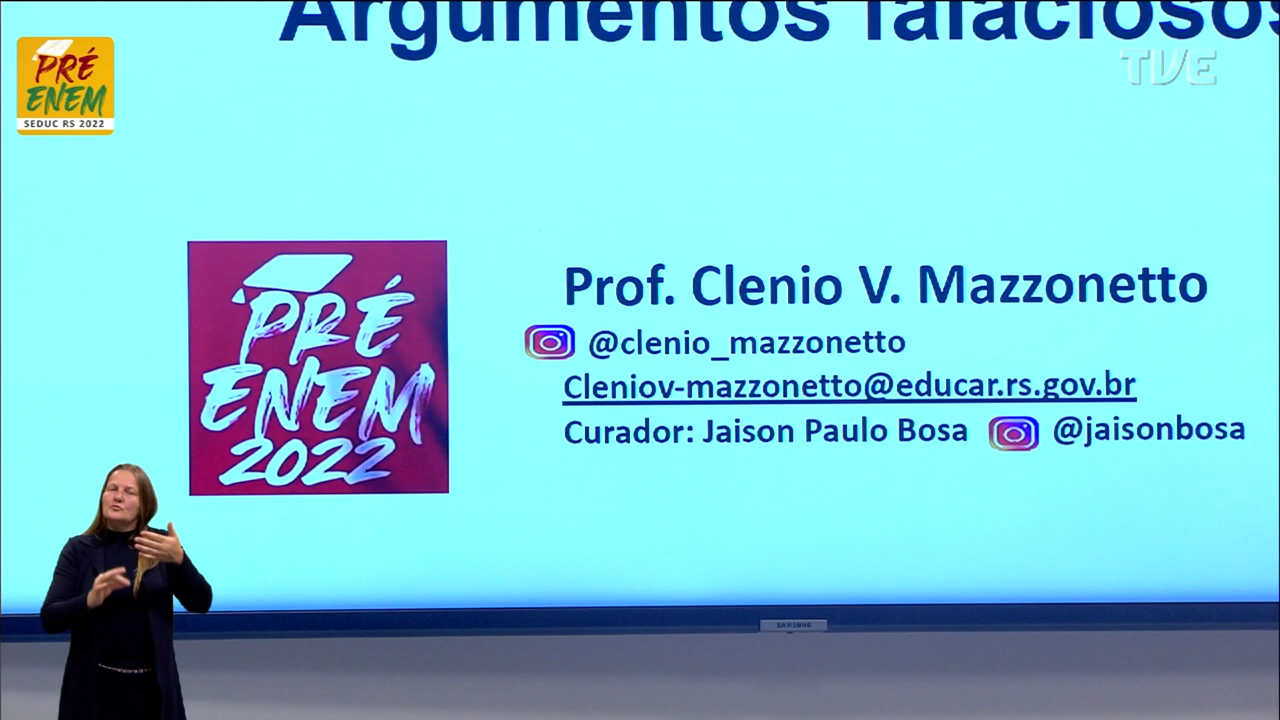 Argumentos falaciosos
PRÉ
ENEM
SEDUC RS 2022
TVE
PRÉ
ENEM
2022
Prof. Clenio V. Mazzonetto
@clenio_mazzonetto
Cleniov-mazzonetto@educar.rs.gov.br
Curador: Jaison Paulo Bosa @jaisonbosa
SAMSUNG